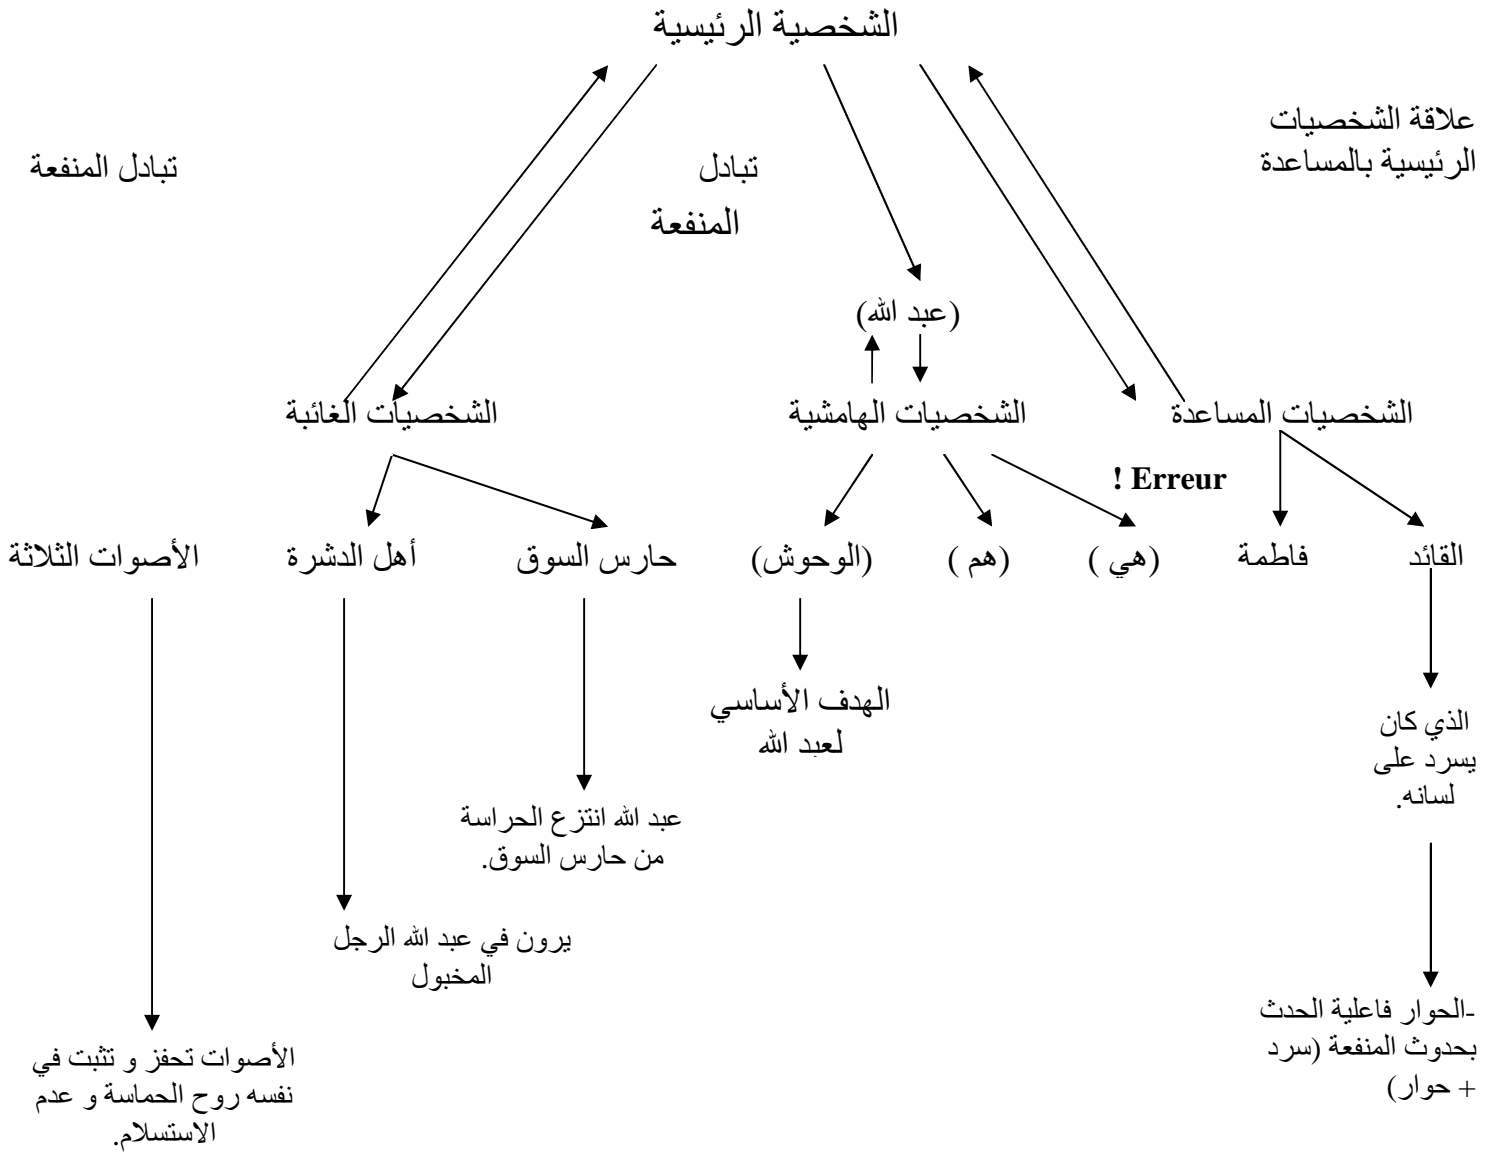 الشخصية الرئيسية
علاقة الشخصيات
الرئيسية بالمساعدة
تبادل
المنفعة
تبادل المنفعة
(عبد الله)
الشخصيات المساعدة
الشخصيات الهامشية
الشخصيات الغائبة
! Erreur
القائد
فاطمة
(هي )
(هم )
(الوحوش)
حارس السوق
أهل الدشرة
الأصوات الثلاثة
الذي كان
يسرد على
لسانه.
الهدف الأساسي
لعبد الله
عبد الله انتزع الحراسة
من حارس السوق.
يرون في عبد الله الرجل
المخبول
-الحوار فاعلية الحدث
بحدوث المنفعة (سرد
+ حوار)
الأصوات تحفز و تثبت في
نفسه روح الحماسة و عدم
الاستسلام.